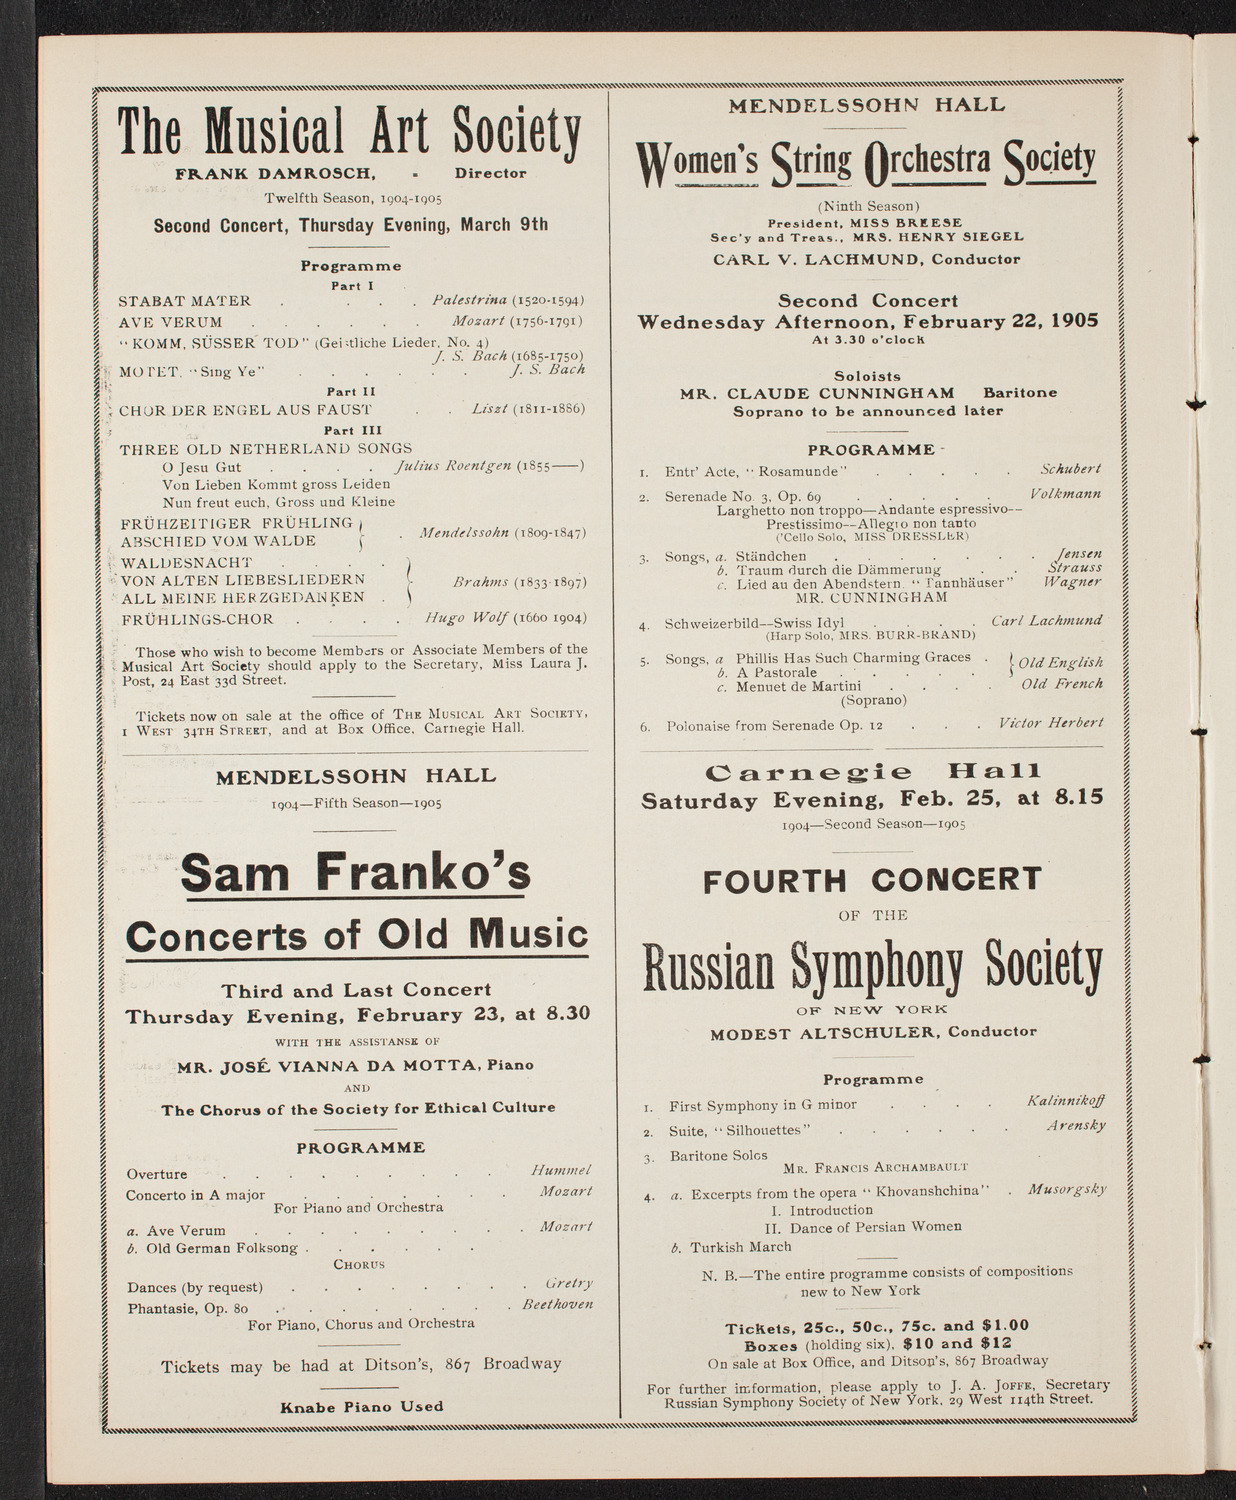 The Musical Art Society
FRANK DAMROSCH, - Director
Twelfth Season, 1904-1905
Second Concert, Thursday Evening, March 9th
Programme
Part I
STABAT MATER . . . . Palestrina (1520-1594)
AVE VERUM . . . . . . Mozart (1756-1791)
"KOMM, SÜSSER TOD" (Geistliche Lieder, No. 4)
J. S. Bach (1685-1750)
MOTET, "Sing Ye" . . . . . . J. S. Bach
Part II
CHOR DER ENGEL AUS FAUST . . Liszt (1811-1886)
Part III
THREE OLD NETHERLAND SONGS
O Jesu Gut . . . . Julius Roentgen (1855——)
Von Lieben Kommt gross Leiden
Nun freut euch, Gross und Kleine
FRÜHZEITIGER FRÜHLING
ABSCHIED VOM WALDE } . Mendelssohn (1809-1847)
WALDESNACHT . . . .
VON ALTEN LIEBESLIEDERN } Brahms (1833-1897)
ALL MEINE HERZGEDANKEN .
FRÜHLINGS-CHOR . . . . Hugo Wolf (1660 1904)
Those who wish to become Members or Associate Members of the
Musical Art Society should apply to the Secretary, Miss Laura J.
Post, 24 East 33d Street.
Tickets now on sale at the office of THE MUSICAL ART SOCIETY,
1 WEST 34TH STREET, and at Box Office, Carnegie Hall.
MENDELSSOHN HALL
1904—Fifth Season—1905
Sam Franko's
Concerts of Old Music
Third and Last Concert
Thursday Evening, February 23, at 8.30
WITH THE ASSISTANSE OF
MR. JOSÉ VIANNA DA MOTTA, Piano
AND
The Chorus of the Society for Ethical Culture
PROGRAMME
Overture . . . . . . . . Hummel
Concerto in A major . . . . . . . Mozart
For Piano and Orchestra
a. Ave Verum . . . . . . . . Mozart
b. Old German Folksong . . . . . .
CHORUS
Dances (by request) . . . . . . Gretry
Phantasie, Op. 80 . . . . . . . . Beethoven
For Piano, Chorus and Orchestra
Tickets may be had at Ditson's, 867 Broadway
Knabe Piano Used
MENDELSSOHN HALL
Women's String Orchestra Society
(Ninth Season)
President, MISS BREESE
Sec'y and Treas., MRS. HENRY SIEGEL
CARL V. LACHMUND, Conductor
Second Concert
Wednesday Afternoon, February 22, 1905
At 3.30 o'clock
Soloists
MR. CLAUDE CUNNINGHAM Baritone
Soprano to be announced later
PROGRAMME
1. Entr' Acte, "Rosamunde" . . . . . Schubert
2. Serenade No. 3, Op. 69 . . . . . Volkmann
Larghetto non troppo—Andante espressivo--
Prestissimo--Allegro non tanto
('Cello Solo, MISS DRESSLER)
3. Songs, a. Ständchen . . . . . . . Jensen
b. Traum durch die Dämmerung . . Strauss
c. Lied au den Abendstern, "Tannhäuser" Wagner
MR. CUNNINGHAM
4. Schweizerbild--Swiss Idyl . . . . Carl Lachmund
(Harp Solo, MRS. BURR-BRAND)
5. Songs, a Phillis Has Such Charming Graces .
b. A Pastorale . . . . . } Old English
c. Menuet de Martini . . . . Old French
(Soprano)
6. Polonaise from Serenade Op. 12 . . . Victor Herbert
Carnegie Hall
Saturday Evening, Feb. 25, at 8.15
1904—Second Season—1905
FOURTH CONCERT
OF THE
Russian Symphony Society
OF NEW YORK
MODEST ALTSCHULER, Conductor
Programme
1. First Symphony in G minor . . . . Kalinnikoff
2. Suite, "Silhouettes" . . . . . . Arensky
3. Baritone Solos
MR. FRANCIS ARCHAMBAULT
4. a. Excerpts from the opera "Khovanshchina" . Musorgsky
I. Introduction
II. Dance of Persian Women
b. Turkish March
N. B.—The entire programme consists of compositions
new to New York
Tickets, 25c., 50c., 75c. and $1.00
Boxes (holding six), $10 and $12
On sale at Box Office, and Ditson's, 867 Broadway
For further information, please apply to J. A. JOFFE, Secretary
Russian Symphony Society of New York, 29 West 114th Street.